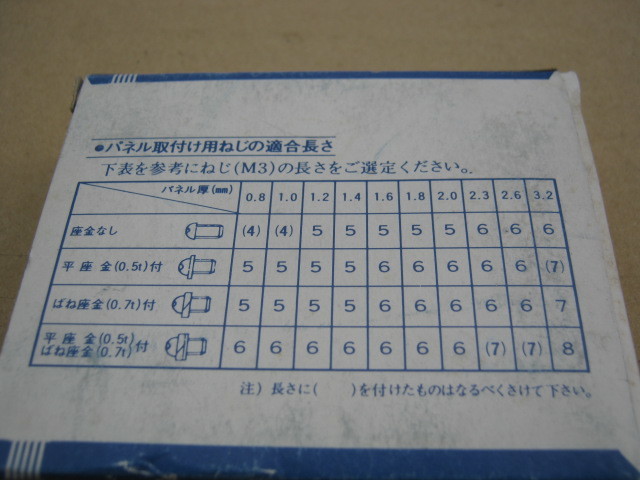 ●パネル取付け用ねじの適合長さ
下表を参考にねじ(M3)の長さをご選定ください。
パネル厚(mm) 0.8 1.0 1.2 1.4 1.6 1.8 2.0 2.3 2.6 3.2
座金なし (4) (4) 5 5 5 5 5 6 6 6
平座金(0.5t)付 5 5 5 5 6 6 6 6 6 (7)
ばね座金(0.7t)付 5 5 5 5 6 6 6 6 6 7
平座金(0.5t)
ばね座金(0.7t)付 6 6 6 6 6 6 6 (7) (7) 8
注) 長さに(　　)を付けたものはなるべくさけて下さい。